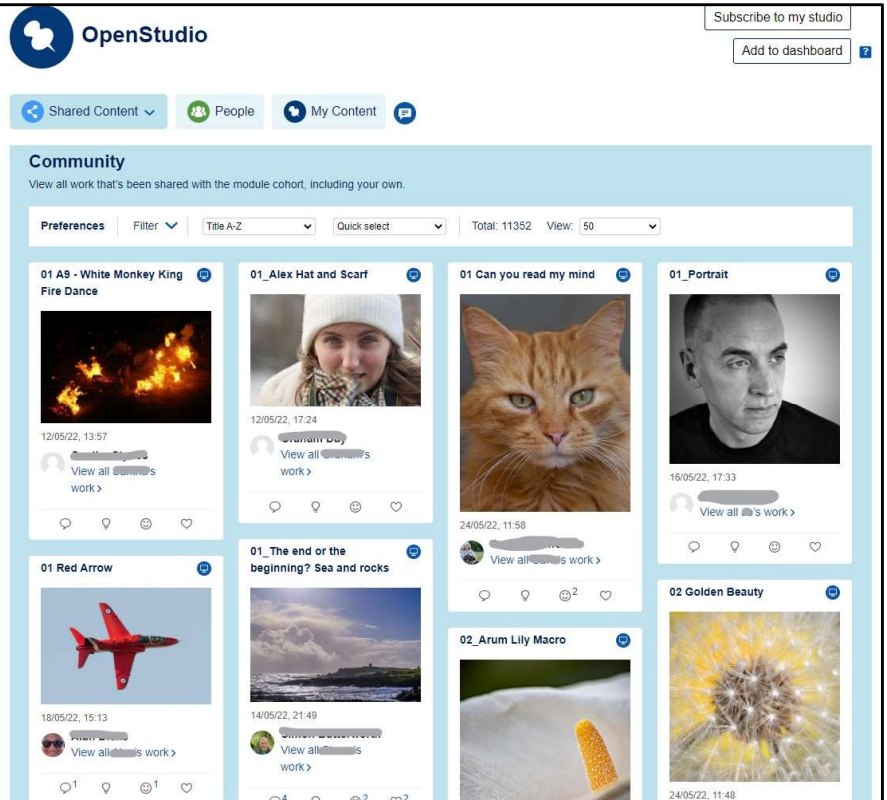 OpenStudio
Subscribe to my studio
Add to dashboard
?
Shared Content
People
My Content
Community
View all work that's been shared with the module cohort, including your own.
Preferences
Filter
Title A-Z
Quick select
Total: 11352
View: 50
01 A9 - White Monkey King
Fire Dance
12/05/22, 13:57
View all
's
work >
01_Alex Hat and Scarf
12/05/22, 17:24
View all
's
work >
01 Can you read my mind
24/05/22, 11:58
View all
s work >
2
01_Portrait
16/05/22, 17:33
View all
's work >
01 Red Arrow
18/05/22, 15:13
View all
s work >
1
1
01_The end or the
beginning? Sea and rocks
14/05/22, 21:49
View all
s
work >
4
2
2
02_Arum Lily Macro
02 Golden Beauty
24/05/22, 11:48